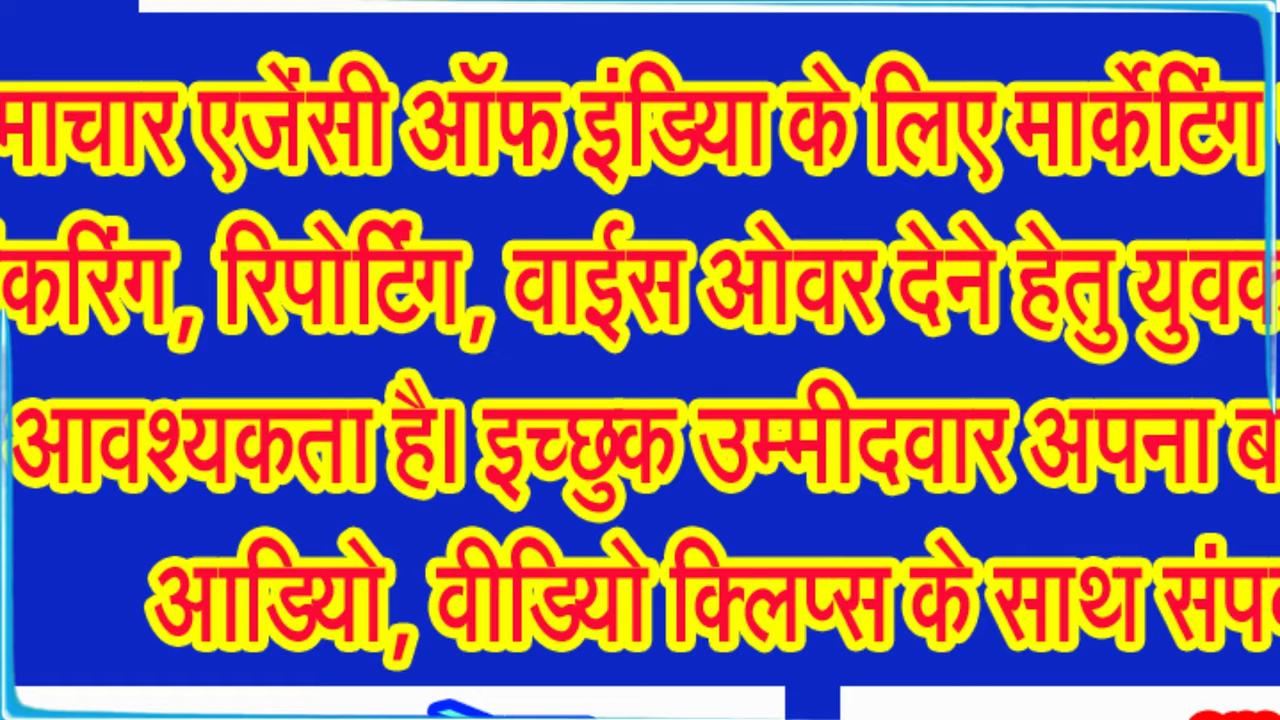 माचार एजेंसी ऑफ इंडिया के लिए मार्केटिंग
करिंग, रिपोर्टिंग, वाईस ओवर देने हेतु युवक
आवश्यकता है। इच्छुक उम्मीदवार अपना ब
आडियो, वीडियो क्लिप्स के साथ संप